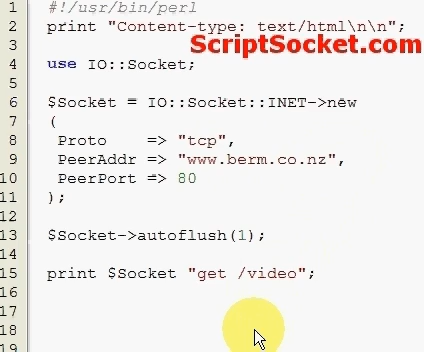 1 #!/usr/bin/perl
2 print "Content-type: text/html\n\n";
3 ScriptSocket.com
4 use IO::Socket;
5
6 $Socket = IO::Socket::INET->new
7 (
8 Proto => "tcp",
9 PeerAddr => "www.berm.co.nz",
10 PeerPort => 80
11 );
12
13 $Socket->autoflush(1);
14
15 print $Socket "get /video";
16
17
18
19